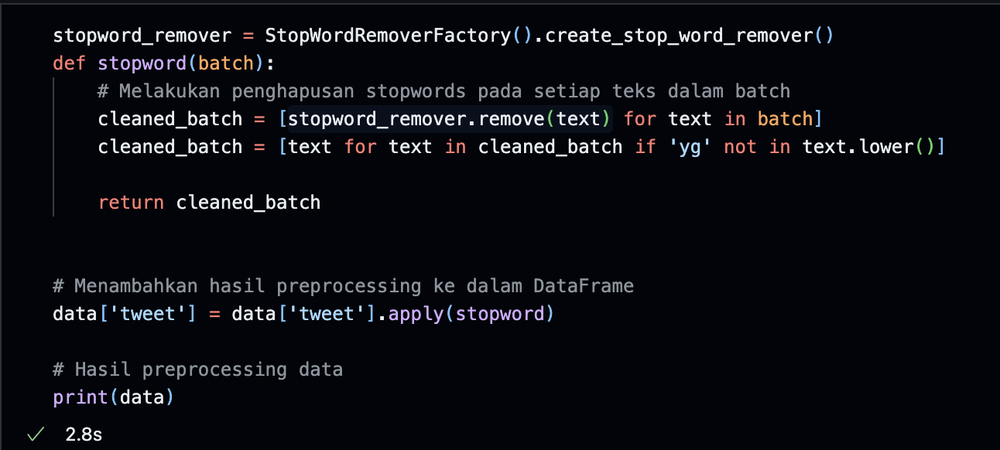 stopword_remover = StopWordRemoverFactory().create_stop_word_remover()
def stopword(batch):
    # Melakukan penghapusan stopwords pada setiap teks dalam batch
    cleaned_batch = [stopword_remover.remove(text) for text in batch]
    cleaned_batch = [text for text in cleaned_batch if 'yg' not in text.lower()]
    return cleaned_batch
# Menambahkan hasil preprocessing ke dalam DataFrame
data['tweet'] = data['tweet'].apply(stopword)
# Hasil preprocessing data
print(data)
✓ 2.8s